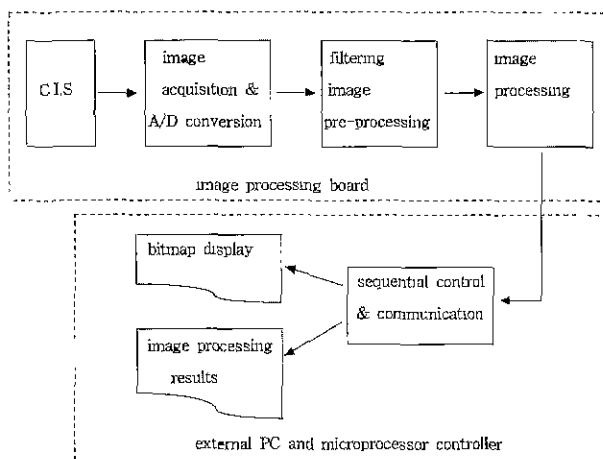 C I.S
image
acquisition &
A/D conversion
filtering
image
pre-processing
image
processing
image processing board
bitmap display
sequential control
& communication
image processing
results
external PC and microprocessor controller